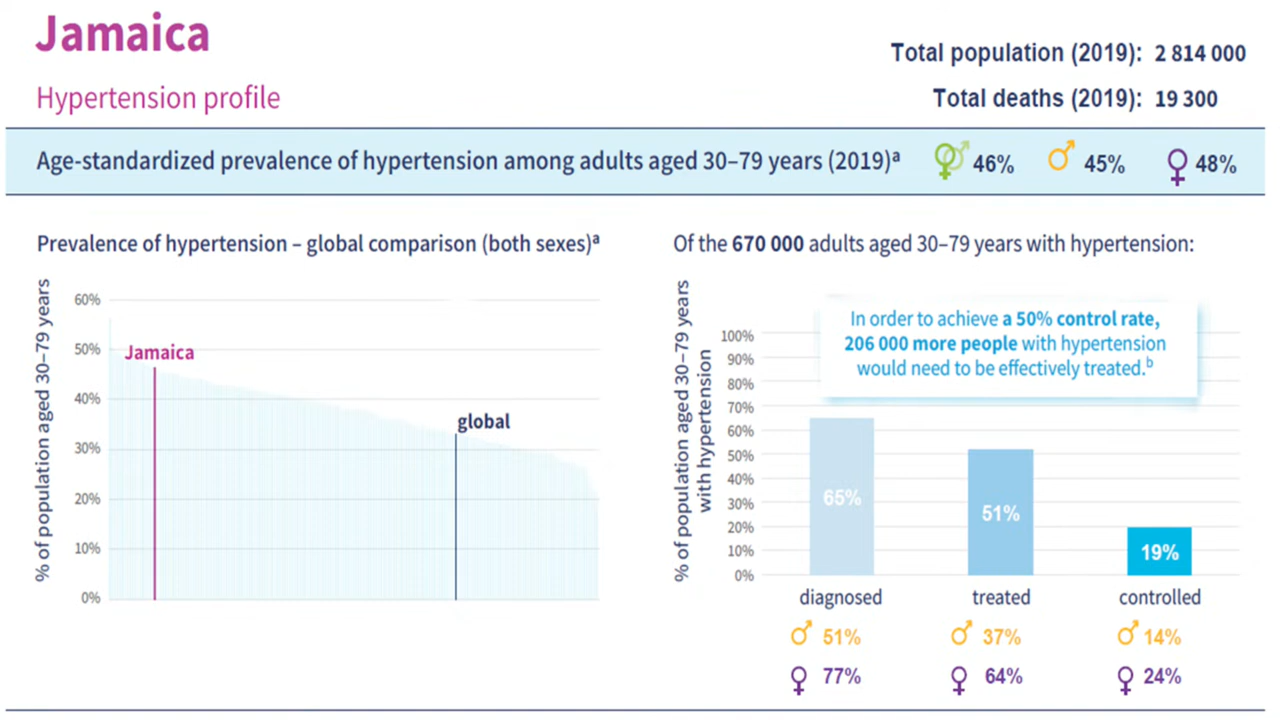 Jamaica
Total population (2019): 2 814 000
Hypertension profile
Total deaths (2019): 19 300
Age-standardized prevalence of hypertension among adults aged 30–79 years (2019)ᵃ 46% 45% 48%
Prevalence of hypertension – global comparison (both sexes)ᵃ
% of population aged 30–79 years
60%
50%
40%
30%
20%
10%
0%
Jamaica
global
Of the 670 000 adults aged 30–79 years with hypertension:
% of population aged 30–79 years
with hypertension
In order to achieve a 50% control rate,
206 000 more people with hypertension
would need to be effectively treated.ᵇ
100%
90%
80%
70%
60%
50%
40%
30%
20%
10%
0%
65%
51%
19%
diagnosed treated controlled
♂ 51% ♂ 37% ♂ 14%
♀ 77% ♀ 64% ♀ 24%